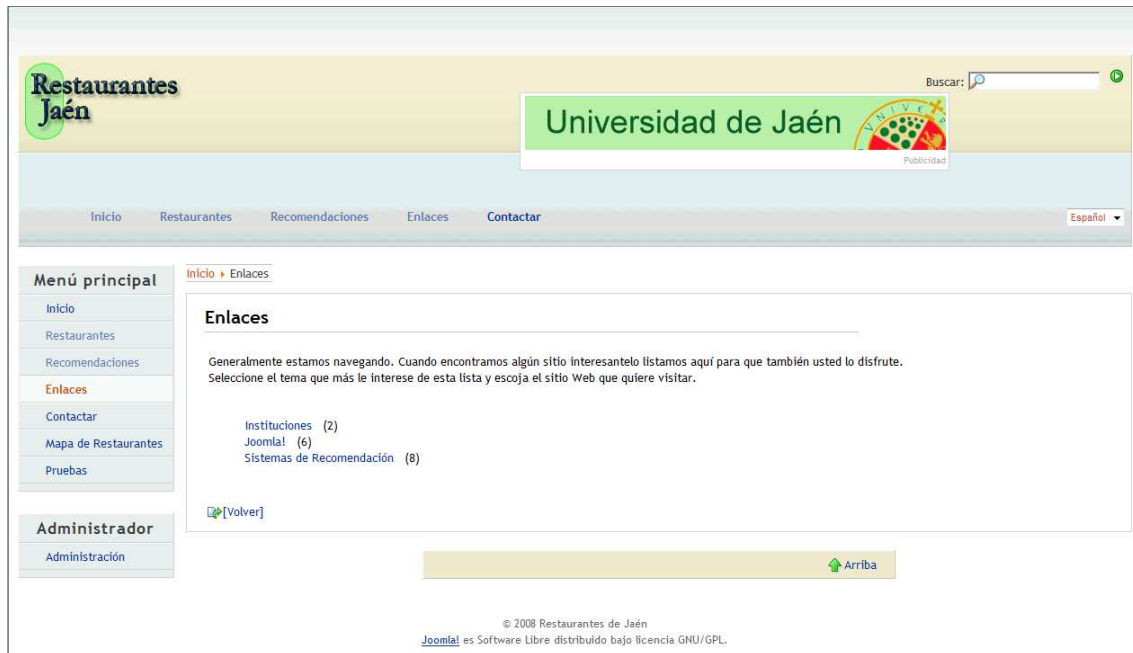 Restaurantes
Jaén
Buscar:
Universidad de Jaén
UNIVER
Publicidad
Inicio Restaurantes Recomendaciones Enlaces Contactar
Español
Menú principal
Inicio
Restaurantes
Recomendaciones
Enlaces
Contactar
Mapa de Restaurantes
Pruebas
Administrador
Administración
Inicio Enlaces
Enlaces
Generalmente estamos navegando. Cuando encontramos algún sitio interesantelo listamos aquí para que también usted lo disfrute.
Seleccione el tema que más le interese de esta lista y escoja el sitio Web que quiere visitar.
Instituciones (2)
Joomla! (6)
Sistemas de Recomendación (8)
[Volver]
Arriba
© 2008 Restaurantes de Jaén
Joomla! es Software Libre distribuido bajo licencia GNU/GPL.